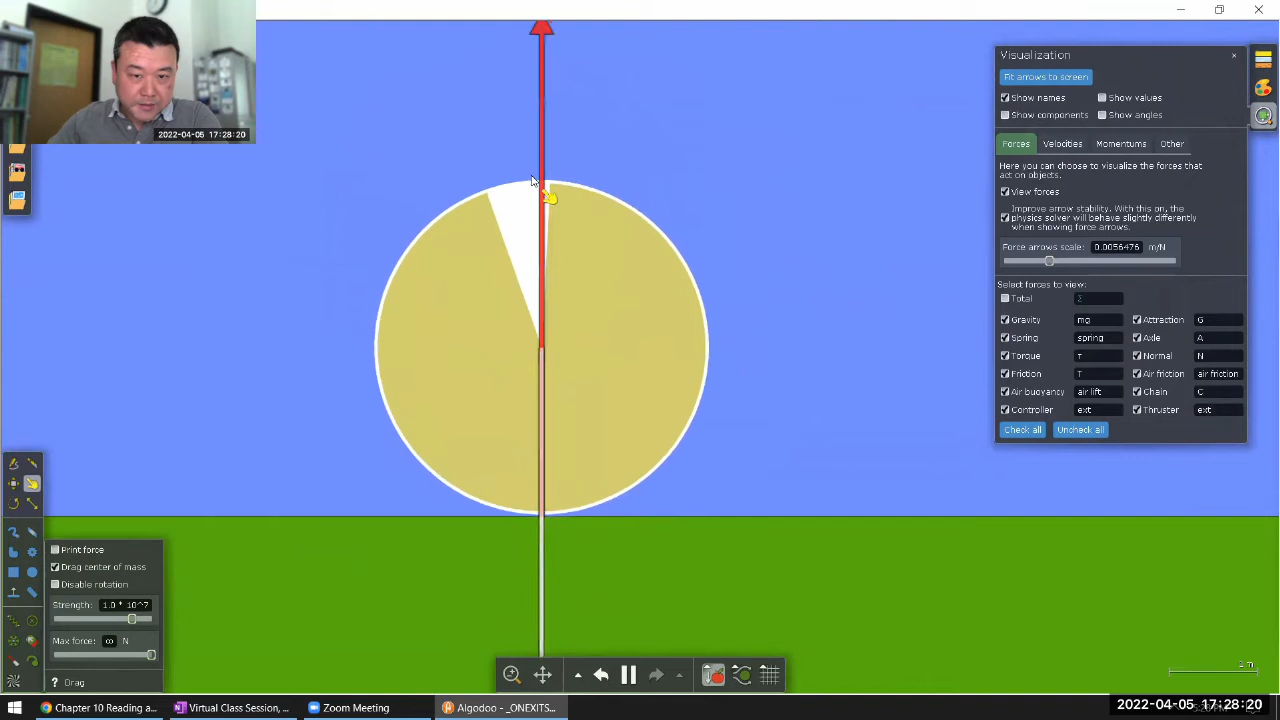 2022-04-05 17:28:20
Visualization
Fit arrows to screen
Show names
Show values
Show components
Show angles
Forces Velocities Momentums Other
Here you can choose to visualize the forces that
act on objects.
View forces
Improve arrow stability. With this on, the
physics solver will behave slightly differently
when showing force arrows.
Force arrows scale: 0.0056476 m/N
Select forces to view:
Total Σ
Gravity mg Attraction G
Spring spring Axle A
Torque τ Normal N
Friction T Air friction air friction
Air buoyancy air lift Chain C
Controller ext Thruster ext
Check all Uncheck all
Print force
Drag center of mass
Disable rotation
Strength: 1.0 * 10^7
Max force: ∞ N
? Drag
1 m
Chapter 10 Reading a...
Virtual Class Session, ...
Zoom Meeting
Algodoo - _ONEXITS...
2022-04-05 17:28:20